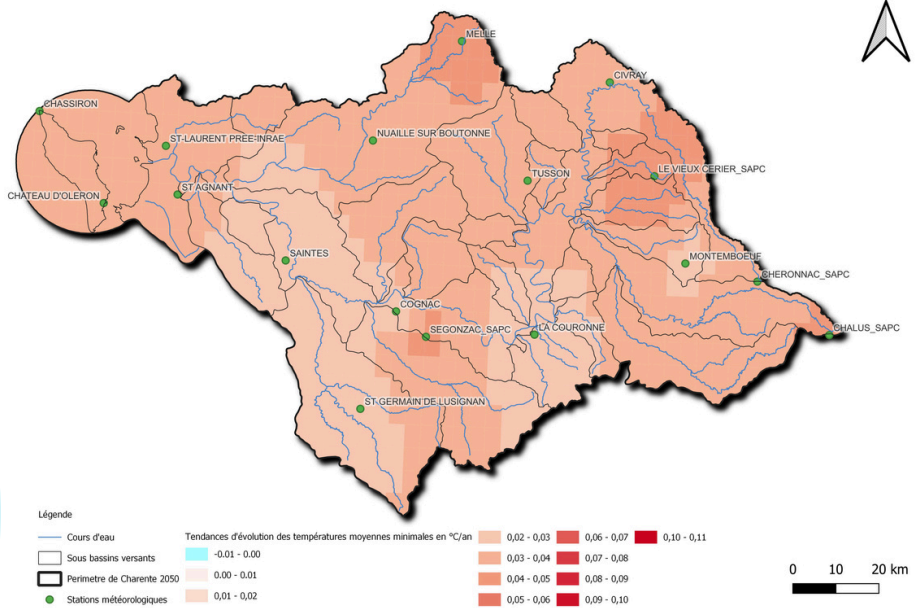 MELLE
CIVRAY
CHASSIRON
NUAILLE SUR BOUTONNE
ST-LAURENT PREE-INRAE
LE VIEUX CERIER_SAPC
TUSSON
ST AGNANT
CHATEAU D'OLERON
SAINTES
MONTEMBOEUF
CHERONNAC_SAPC
COGNAC
SEGONZAC_SAPC
LA COURONNE
CHALUS_SAPC
ST GERMAIN DE LUSIGNAN
Légende
Cours d'eau
Sous bassins versants
Perimetre de Charente 2050
Stations météorologiques
Tendances d'évolution des températures moyennes minimales en °C/an
-0.01 - 0.00
0.00 - 0.01
0,01 - 0,02
0,02 - 0,03
0,03 - 0,04
0,04 - 0,05
0,05 - 0,06
0,06 - 0,07
0,07 - 0,08
0,08 - 0,09
0,09 - 0,10
0,10 - 0,11
0 10 20 km